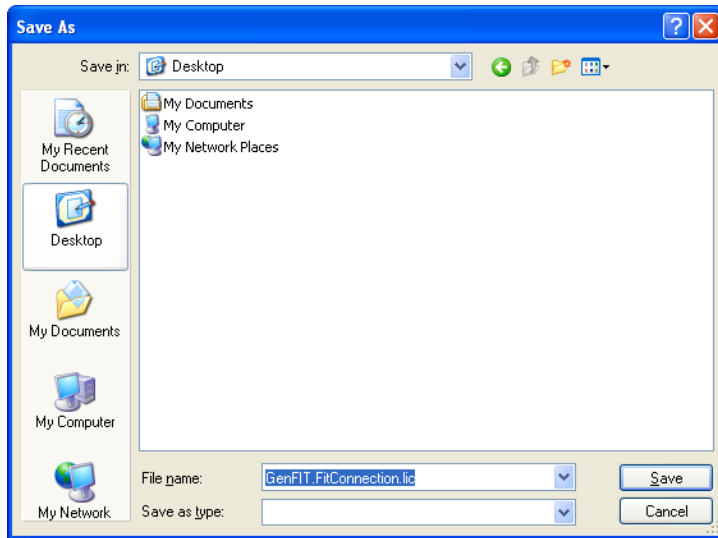 Save As
Save in:
Desktop
My Documents
My Computer
My Network Places
My Recent
Documents
Desktop
My Documents
My Computer
My Network
File name:
GenFIT.FitConnection.lic
Save
Save as type:
Cancel